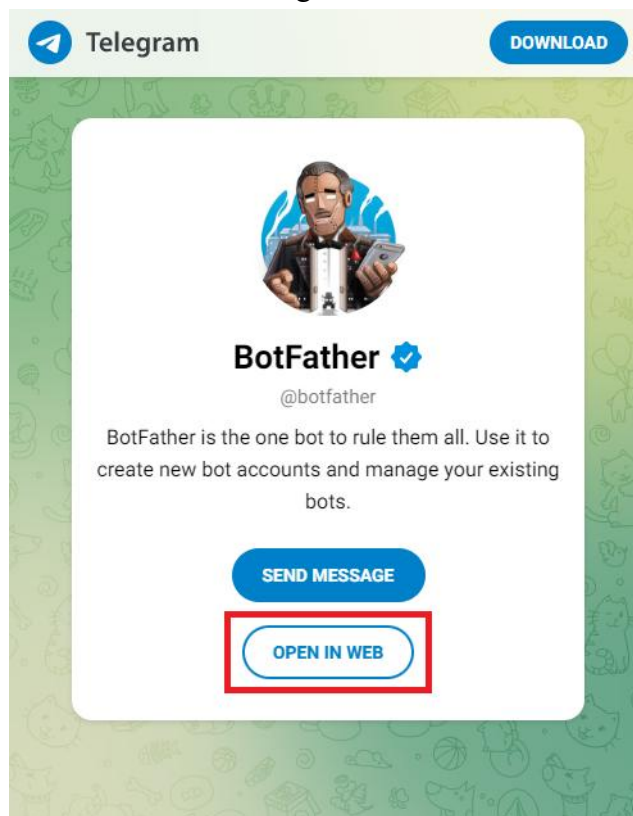 Telegram
DOWNLOAD
BotFather
@botfather
BotFather is the one bot to rule them all. Use it to
create new bot accounts and manage your existing
bots.
SEND MESSAGE
OPEN IN WEB